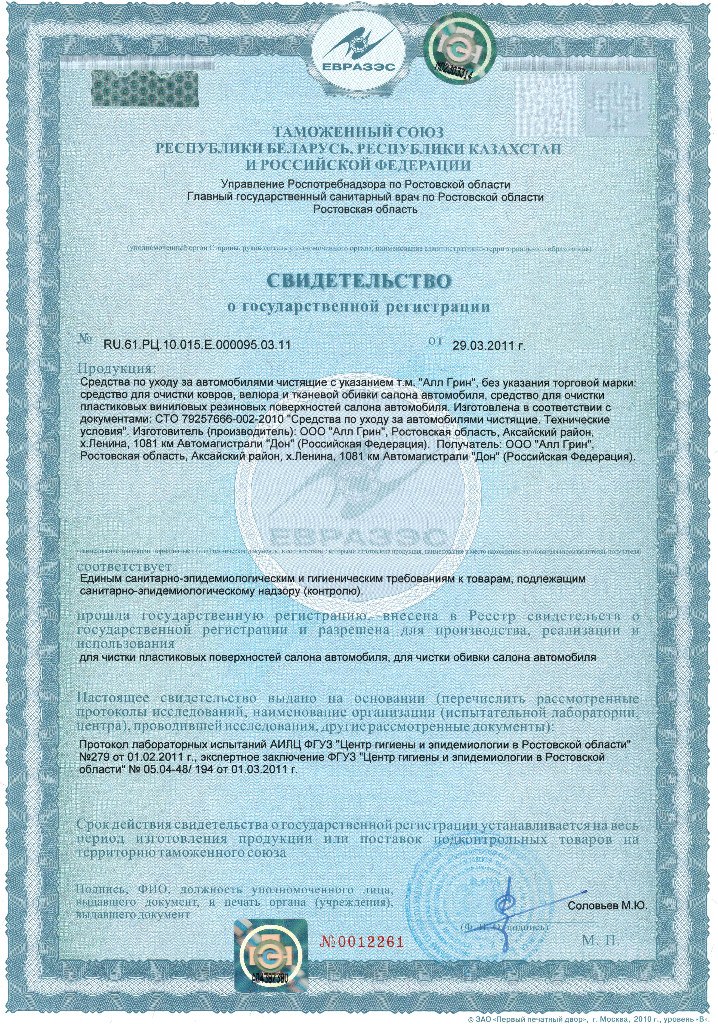 ЕВРАЗЭС
ТАМОЖЕННЫЙ СОЮЗ
РЕСПУБЛИКИ БЕЛАРУСЬ, РЕСПУБЛИКИ КАЗАХСТАН
И РОССИЙСКОЙ ФЕДЕРАЦИИ
Управление Роспотребнадзора по Ростовской области
Главный государственный санитарный врач по Ростовской области
Ростовская область
СВИДЕТЕЛЬСТВО
о государственной регистрации
№ RU.61.РЦ.10.015.Е.000095.03.11 от 29.03.2011 г.
Продукция:
Средства по уходу за автомобилями чистящие с указанием т.м. "Алл Грин", без указания торговой марки:
средство для очистки ковров, велюра и тканевой обивки салона автомобиля, средство для очистки
пластиковых виниловых резиновых поверхностей салона автомобиля. Изготовлена в соответствии с
документами: СТО 79257666-002-2010 "Средства по уходу за автомобилями чистящие. Технические
условия". Изготовитель (производитель): ООО "Алл Грин", Ростовская область, Аксайский район,
х.Ленина, 1081 км Автомагистрали "Дон" (Российская Федерация). Получатель: ООО "Алл Грин",
Ростовская область, Аксайский район, х.Ленина, 1081 км Автомагистрали "Дон" (Российская Федерация).
ЕВРАЗЭС
соответствует
Единым санитарно-эпидемиологическим и гигиеническим требованиям к товарам, подлежащим
санитарно-эпидемиологическому надзору (контролю).
прошла государственную регистрацию, внесена в Реестр свидетельств о
государственной регистрации и разрешена для производства, реализации и
использования
для чистки пластиковых поверхностей салона автомобиля, для чистки обивки салона автомобиля
Настоящее свидетельство выдано на основании (перечислить рассмотренные
протоколы исследований, наименование организации (испытательной лаборатории,
центра), проводившей исследования, другие рассмотренные документы):
Протокол лабораторных испытаний АИЛЦ ФГУЗ "Центр гигиены и эпидемиологии в Ростовской области"
№279 от 01.02.2011 г., экспертное заключение ФГУЗ "Центр гигиены и эпидемиологии в Ростовской
области" № 05.04-48/ 194 от 01.03.2011 г.
Срок действия свидетельства о государственной регистрации устанавливается на весь
период изготовления продукции или поставок подконтрольных товаров на
территорию таможенного союза
Подпись, ФИО, должность уполномоченного лица,
выдавшего документ, и печать органа (учреждения),
выдавшего документ
Соловьев М.Ю.
(Ф. И. О./подпись)
М. П.
№0012261
© ЗАО «Первый печатный двор», г. Москва, 2010 г., уровень «В».